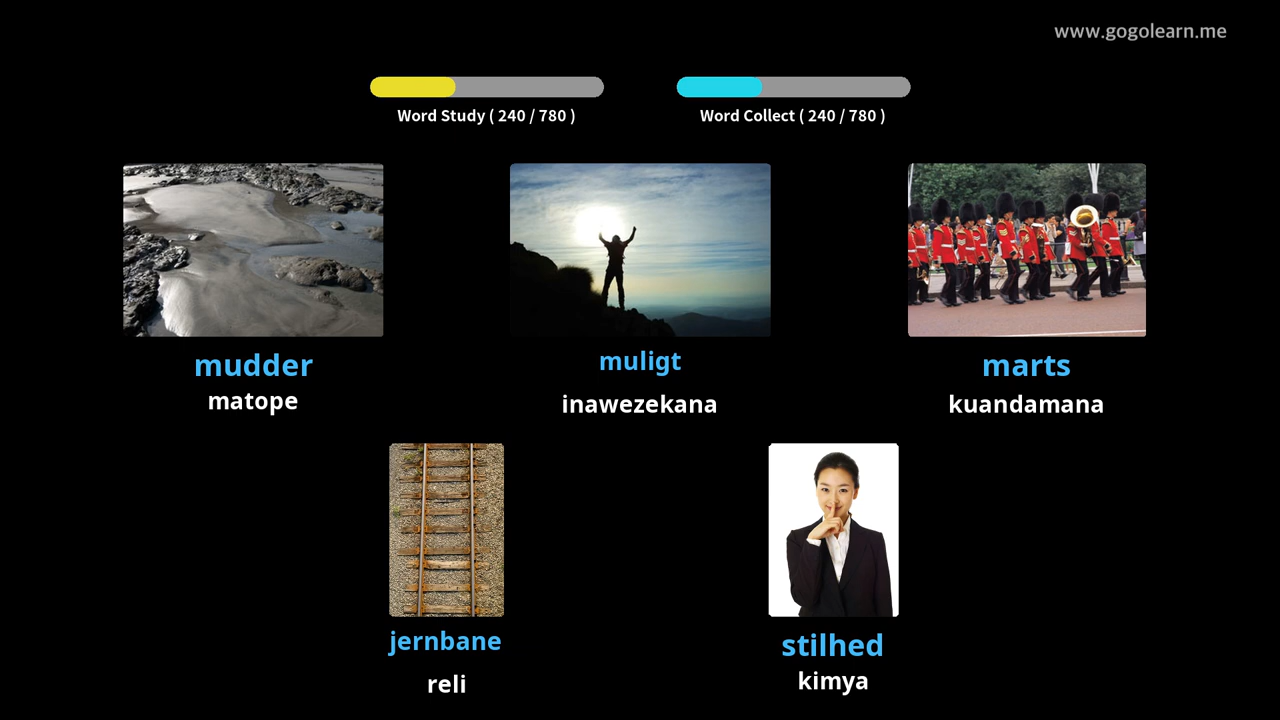 www.gogolearn.me
Word Study ( 240 / 780 )
Word Collect ( 240 / 780 )
mudder
matope
muligt
inawezekana
marts
kuandamana
jernbane
reli
stilhed
kimya